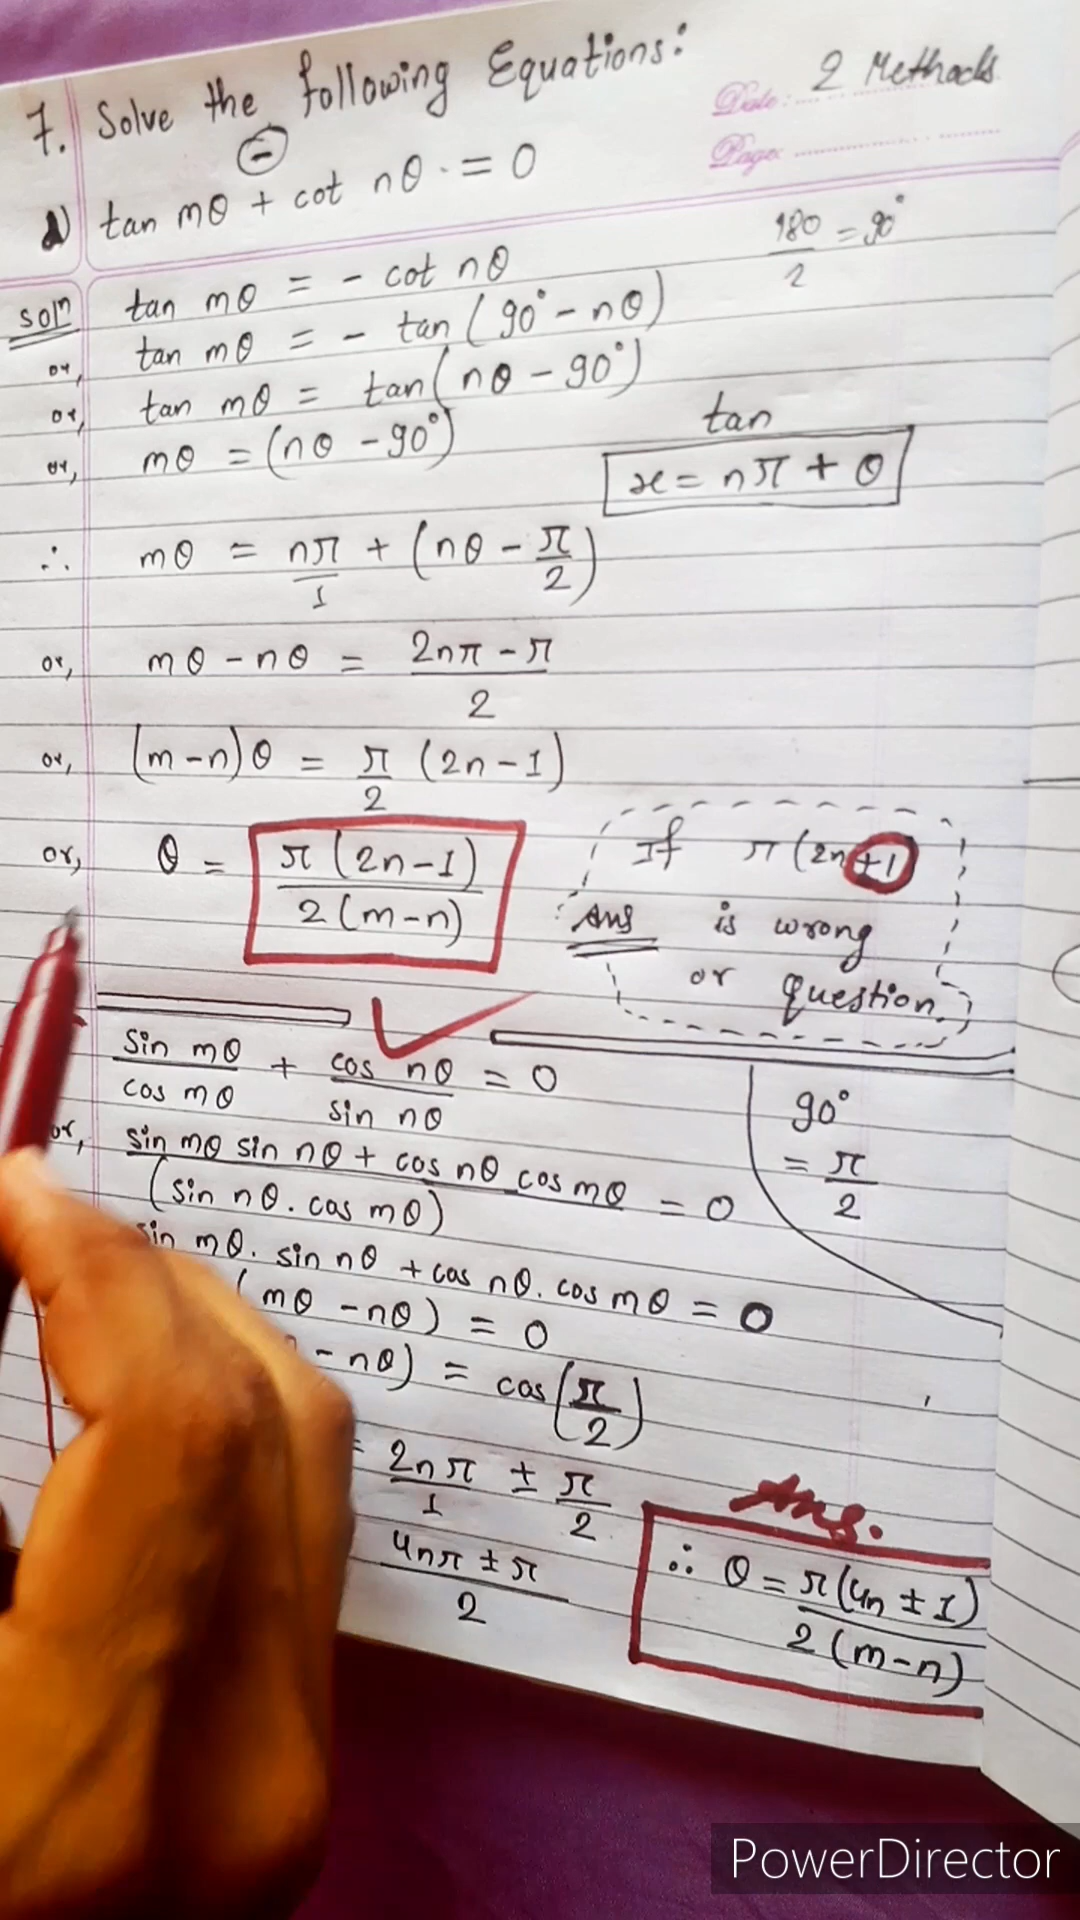 2 Methods
7. Solve the following Equations:
Date:
Page:
(-)
d) tan mθ + cot nθ = 0
180/2 = 90°
soln tan mθ = - cot nθ
or, tan mθ = - tan (90° - nθ)
or, tan mθ = tan (nθ - 90°)
or, mθ = (nθ - 90°)
tan
x = nπ + θ
∴ mθ = nπ/1 + (nθ - π/2)
or, mθ - nθ = 2nπ - π / 2
or, (m-n)θ = π/2 (2n-1)
or, θ = π(2n-1) / 2(m-n)
If π(2n+1)
Ans is wrong
or question.
sin mθ / cos mθ + cos nθ / sin nθ = 0
90°
= π/2
or, sin mθ sin nθ + cos nθ cos mθ / (sin nθ. cos mθ) = 0
sin mθ. sin nθ + cos nθ. cos mθ = 0
(mθ - nθ) = 0
- nθ) = cos (π/2)
= 2nπ/1 ± π/2
4nπ ± π / 2
Ans.
∴ θ = π(4n ± 1) / 2(m-n)
PowerDirector